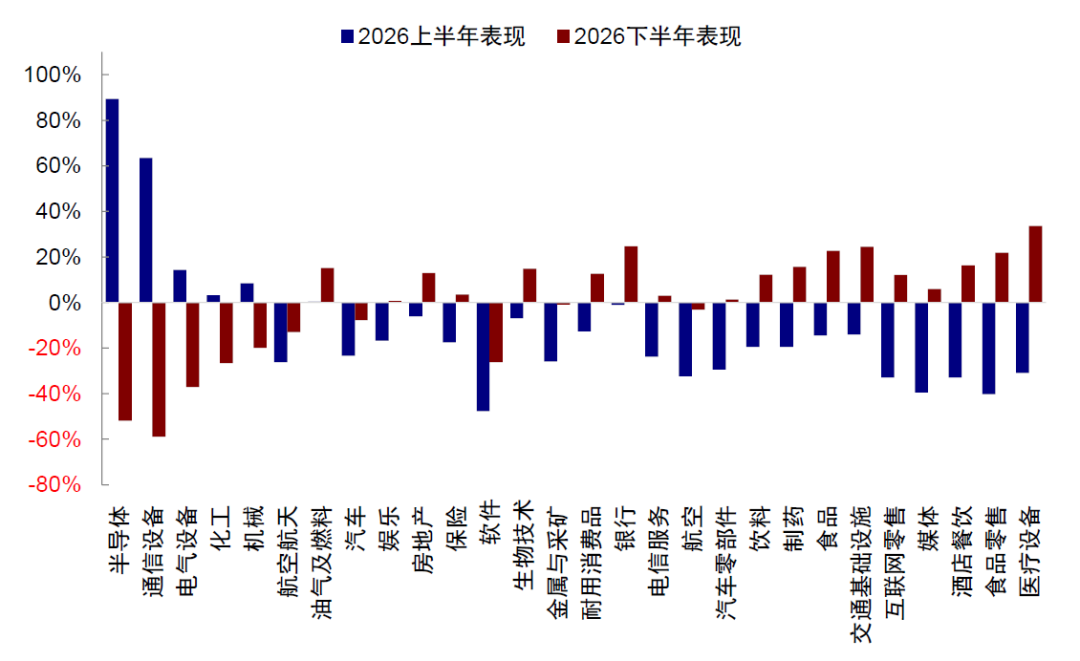 2026上半年表现 2026下半年表现
100%
80%
60%
40%
20%
0%
-20%
-40%
-60%
-80%
半导体
通信设备
电气设备
化工
机械
航空航天
油气及燃料
汽车
娱乐
房地产
保险
软件
生物技术
金属与采矿
耐用消费品
银行
电信服务
航空
汽车零部件
饮料
制药
食品
交通基础设施
互联网零售
媒体
酒店餐饮
食品零售
医疗设备